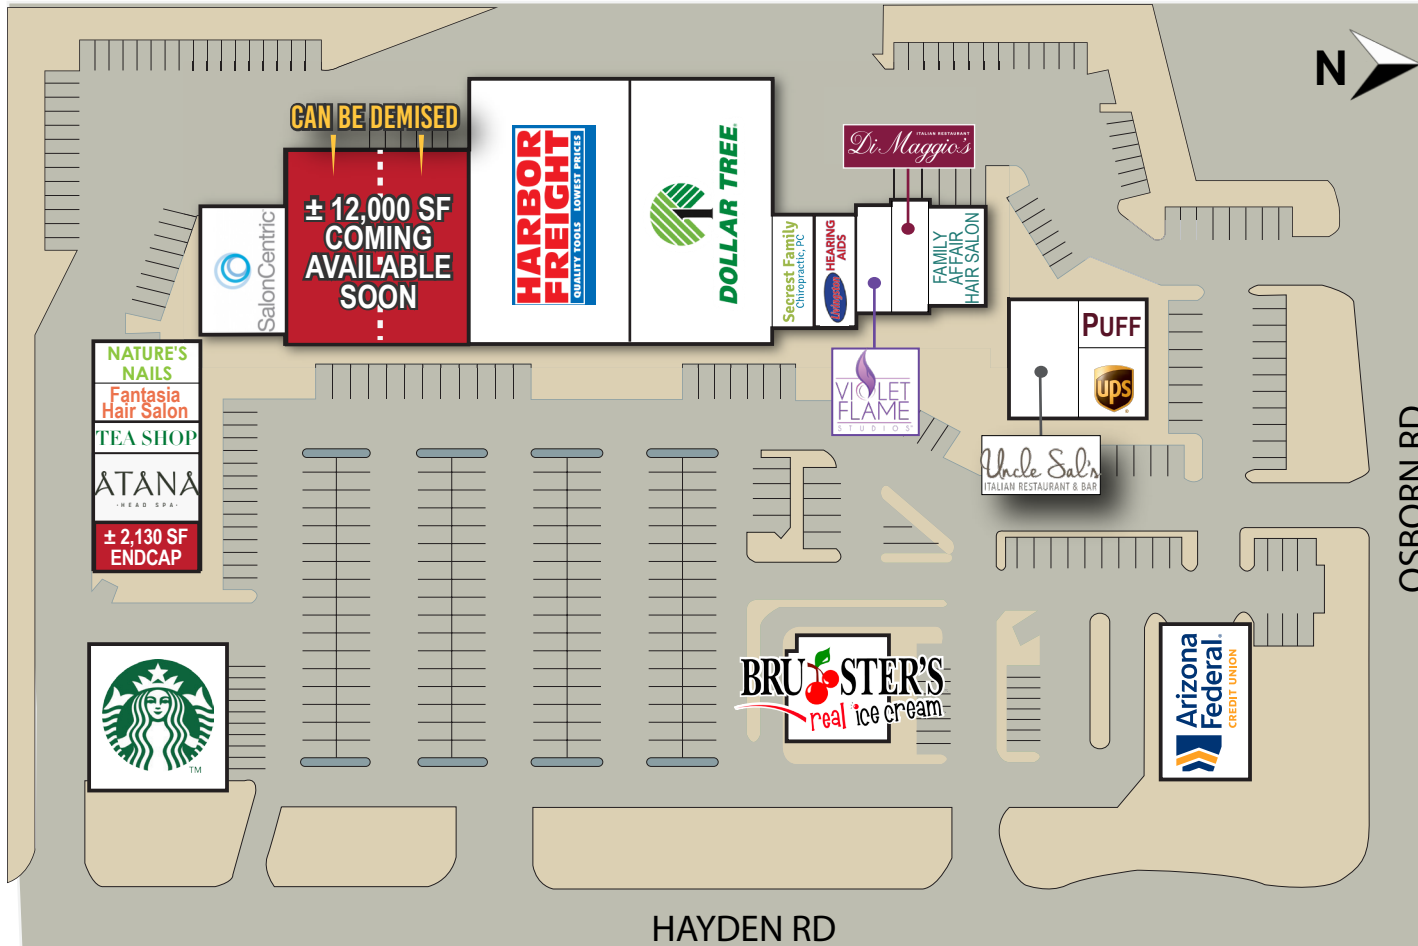 N
CAN BE DEMISED
± 12,000 SF
COMING
AVAILABLE
SOON
SalonCentric
HARBOR
FREIGHT
QUALITY TOOLS LOWEST PRICES
DOLLAR TREE
Secrest Family
Chiropractic, PC
Livingston
HEARING
AIDS
ITALIAN RESTAURANT
DiMaggio's
FAMILY
AFFAIR
HAIR SALON
VIOLET
FLAME
STUDIOS
PUFF
ups
Uncle Sal's
ITALIAN RESTAURANT & BAR
NATURE'S
NAILS
Fantasia
Hair Salon
TEA SHOP
ATANA
·HEAD SPA·
± 2,130 SF
ENDCAP
TM
BRUSTER'S
real ice cream
Arizona
Federal
CREDIT UNION
OSBORN RD
HAYDEN RD